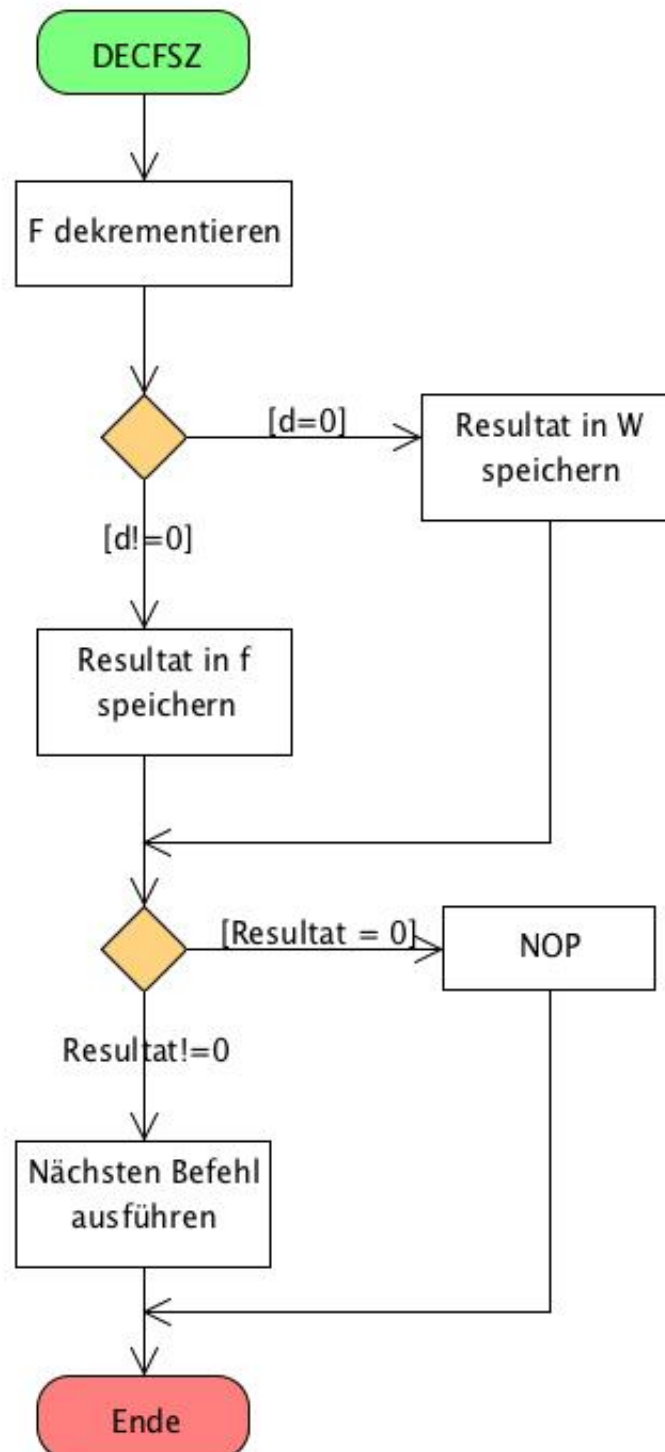 DECFSZ
F dekrementieren
[d=0]
Resultat in W
speichern
[d!=0]
Resultat in f
speichern
[Resultat = 0]
NOP
Resultat!=0
Nächsten Befehl
ausführen
Ende